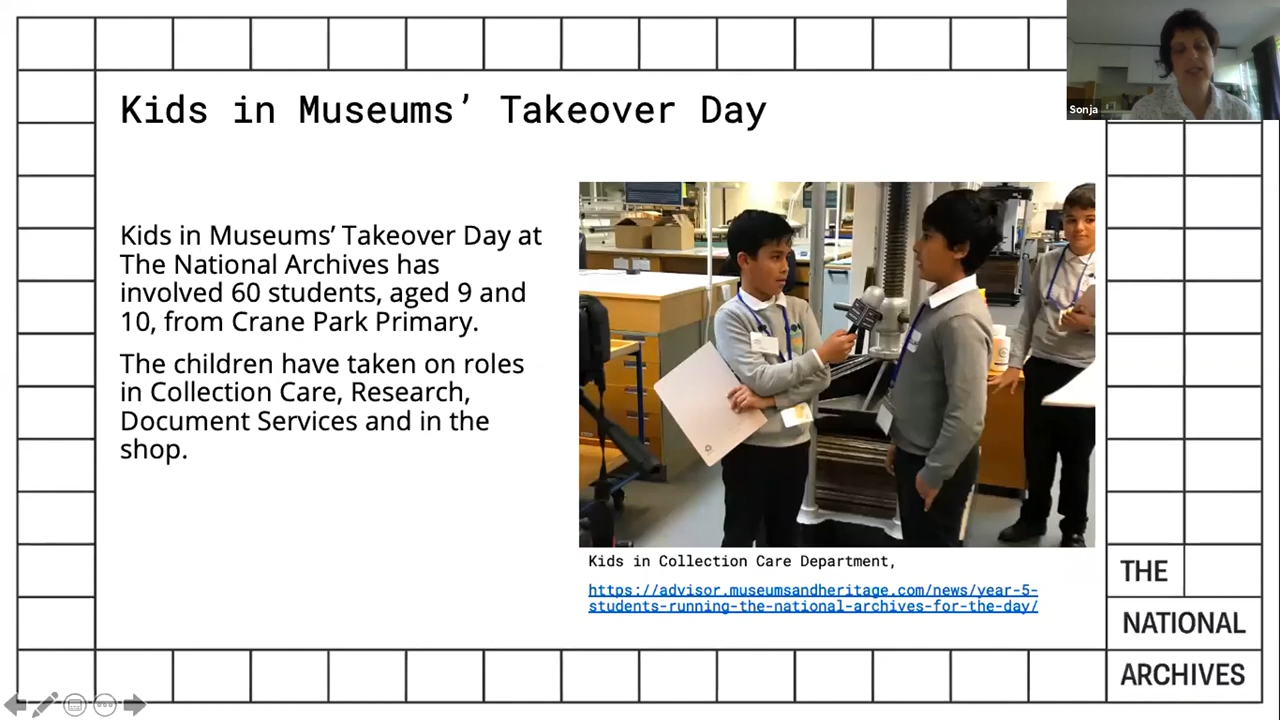 Sonja
Kids in Museums’ Takeover Day
Kids in Museums’ Takeover Day at
The National Archives has
involved 60 students, aged 9 and
10, from Crane Park Primary.
The children have taken on roles
in Collection Care, Research,
Document Services and in the
shop.
Kids in Collection Care Department,
https://advisor.museumsandheritage.com/news/year-5-
students-running-the-national-archives-for-the-day/
THE
NATIONAL
ARCHIVES